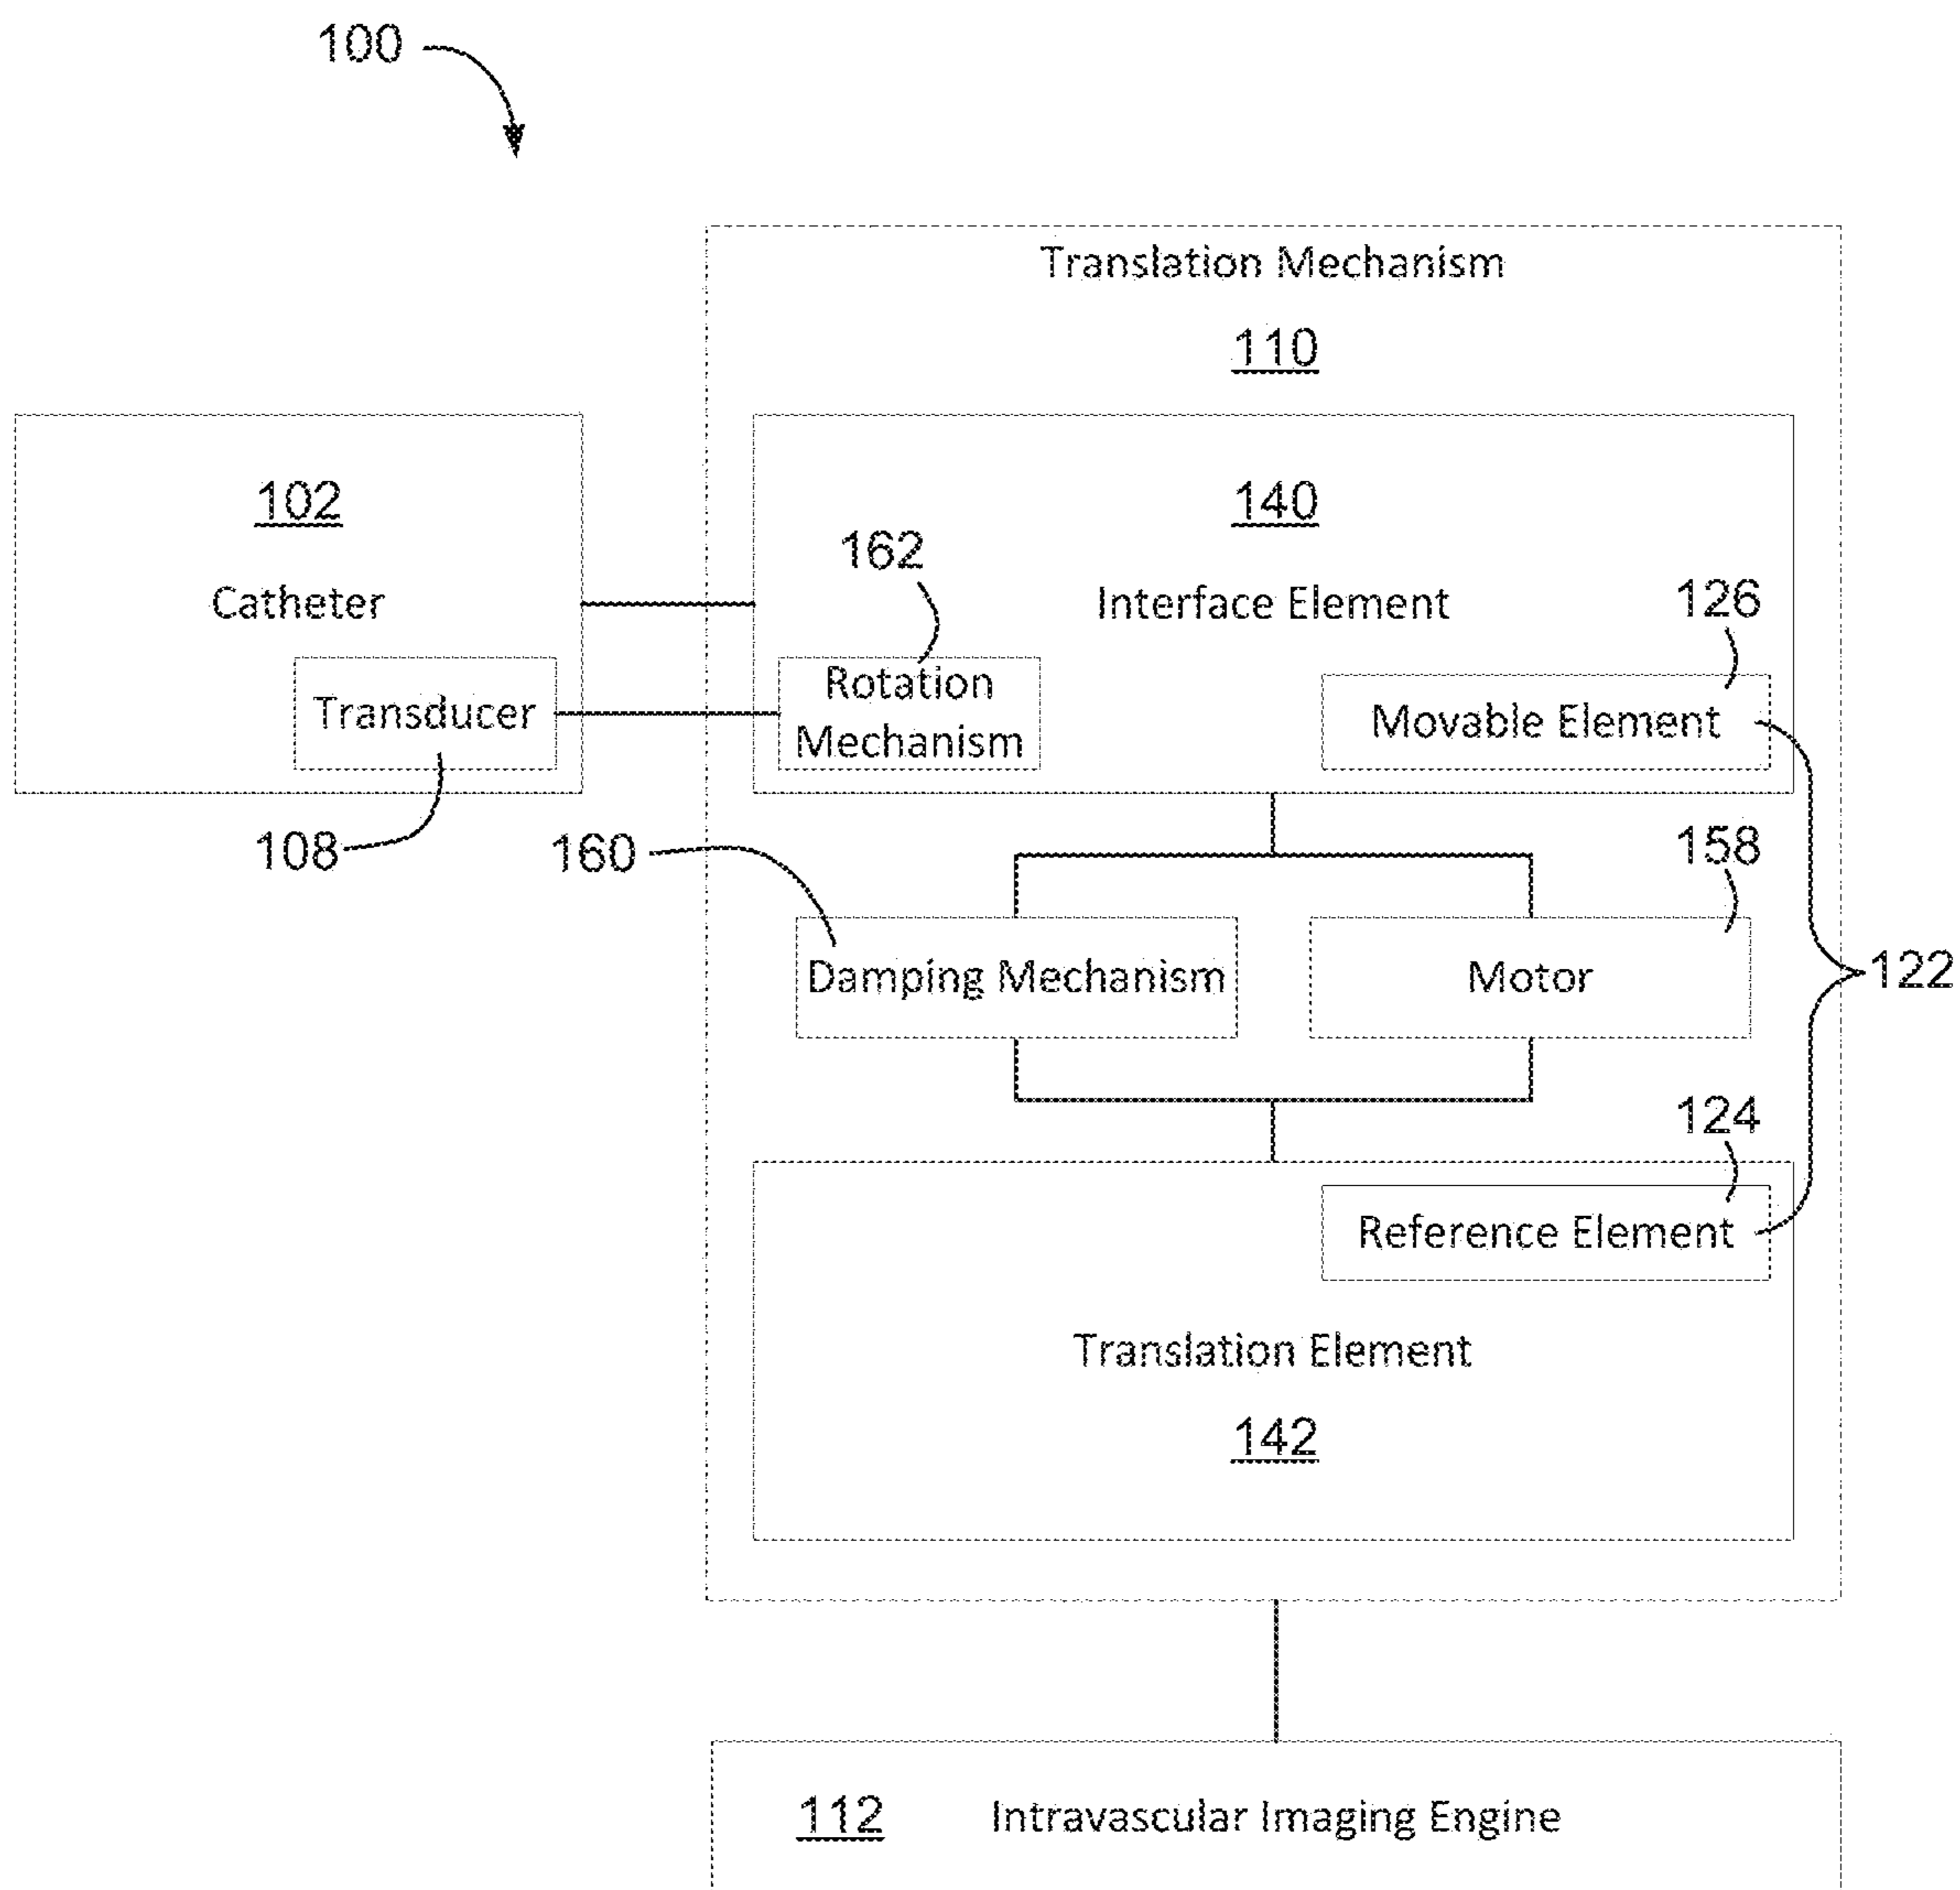 100
Translation Mechanism
110
102
140
162
Catheter
Interface Element
126
Transducer
Rotation
Mechanism
Movable Element
108
160
158
Damping Mechanism
Motor
122
124
Reference Element
Translation Element
142
112 Intravascular Imaging Engine